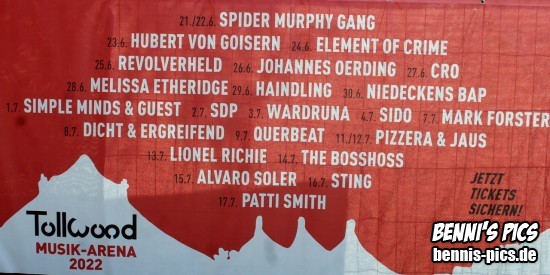 21./22.6. SPIDER MURPHY GANG
23.6. HUBERT VON GOISERN 24.6. ELEMENT OF CRIME
25.6. REVOLVERHELD 26.6. JOHANNES OERDING 27.6. CRO
28.6. MELISSA ETHERIDGE 29.6. HAINDLING 30.6. NIEDECKENS BAP
1.7. SIMPLE MINDS & GUEST 2.7. SDP 3.7. WARDRUNA 4.7. SIDO 7.7. MARK FORSTER
8.7. DICHT & ERGREIFEND 9.7. QUERBEAT 11./12.7. PIZZERA & JAUS
13.7. LIONEL RICHIE 14.7. THE BOSSHOSS
15.7. ALVARO SOLER 16.7. STING
17.7. PATTI SMITH
JETZT
TICKETS
SICHERN!
Tollwood
MUSIK-ARENA
2022
BENNI'S PICS
bennis-pics.de